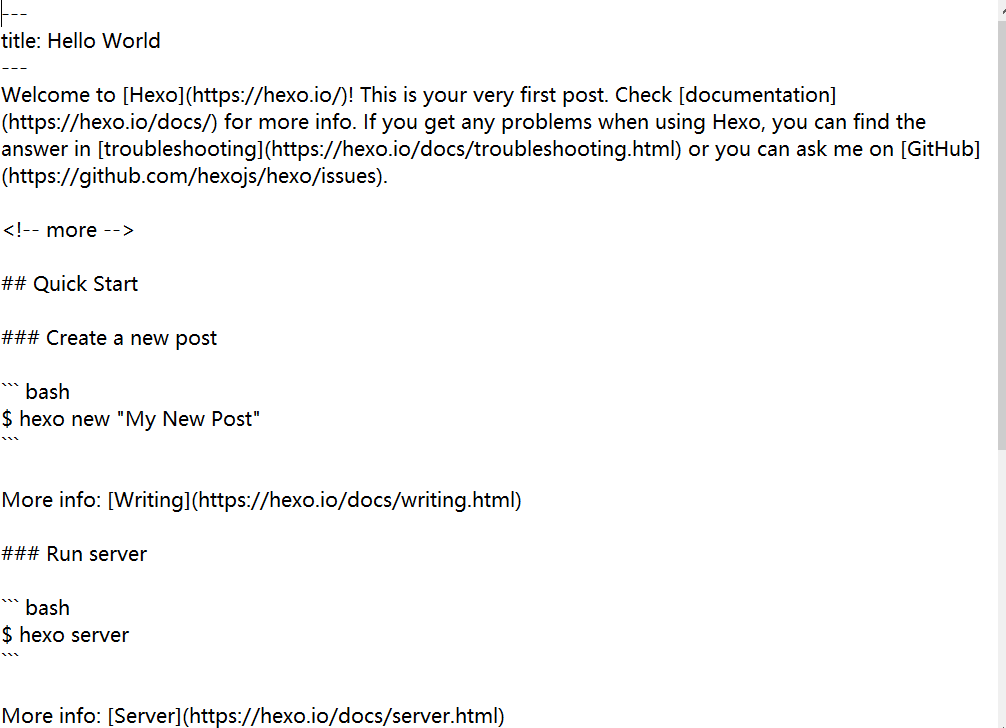 ---
title: Hello World
---
Welcome to [Hexo](https://hexo.io/)! This is your very first post. Check [documentation]
(https://hexo.io/docs/) for more info. If you get any problems when using Hexo, you can find the
answer in [troubleshooting](https://hexo.io/docs/troubleshooting.html) or you can ask me on [GitHub]
(https://github.com/hexojs/hexo/issues).
<!-- more -->
## Quick Start
### Create a new post
``` bash
$ hexo new "My New Post"
```
More info: [Writing](https://hexo.io/docs/writing.html)
### Run server
``` bash
$ hexo server
```
More info: [Server](https://hexo.io/docs/server.html)